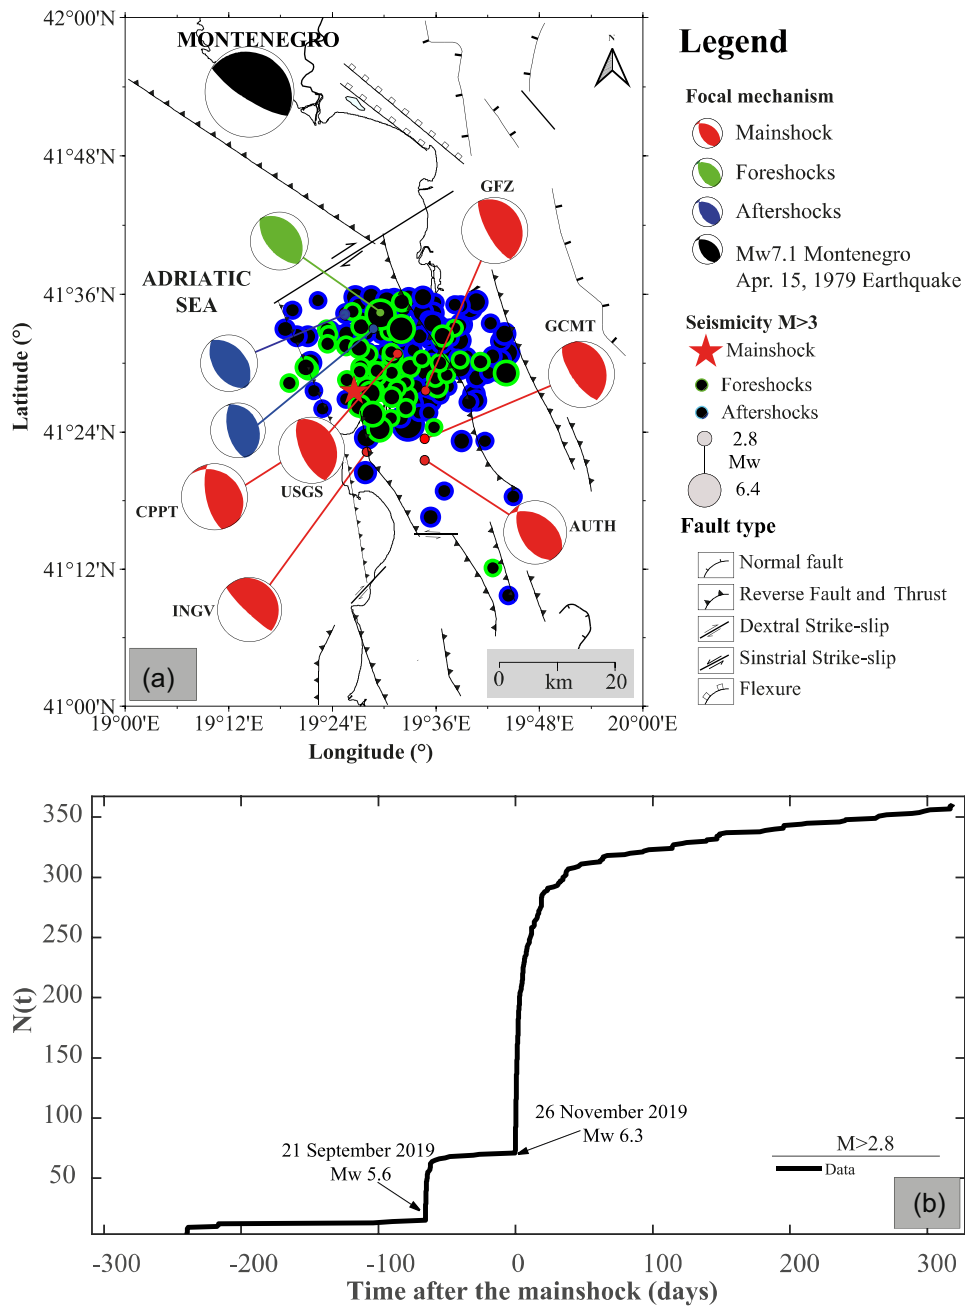 42°00'N
MONTENEGRO
N
41°48'N
GFZ
ADRIATIC
SEA
41°36'N
GCMT
Latitude (°)
41°24'N
USGS
CPPT
AUTH
41°12'N
INGV
(a)
0 km 20
41°00'N
19°00'E 19°12'E 19°24'E 19°36'E 19°48'E 20°00'E
Longitude (°)
Legend
Focal mechanism
Mainshock
Foreshocks
Aftershocks
Mw7.1 Montenegro
Apr. 15, 1979 Earthquake
Seismicity M>3
Mainshock
Foreshocks
Aftershocks
2.8
Mw
6.4
Fault type
Normal fault
Reverse Fault and Thrust
Dextral Strike-slip
Sinstrial Strike-slip
Flexure
350
300
250
200
150
100
50
N(t)
26 November 2019
Mw 6.3
21 September 2019
Mw 5.6
M>2.8
Data
(b)
-300 -200 -100 0 100 200 300
Time after the mainshock (days)